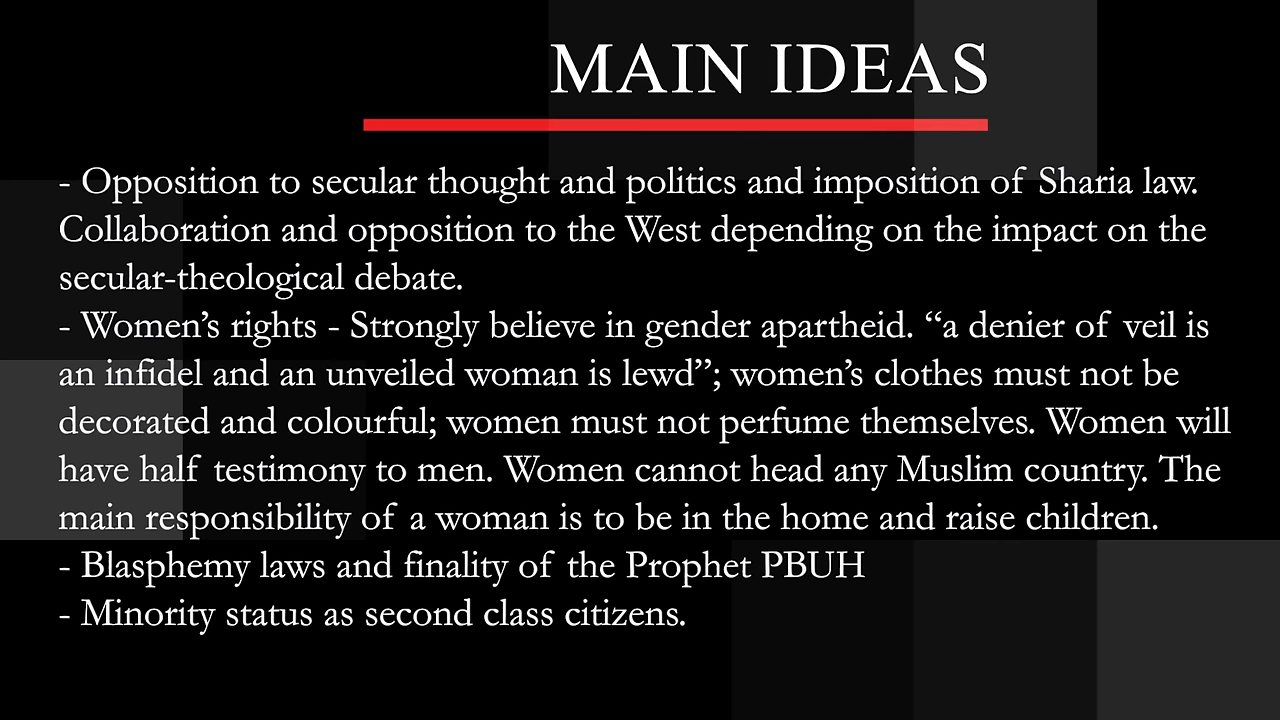 MAIN IDEAS
- Opposition to secular thought and politics and imposition of Sharia law.
Collaboration and opposition to the West depending on the impact on the
secular-theological debate.
- Women’s rights - Strongly believe in gender apartheid. “a denier of veil is
an infidel and an unveiled woman is lewd”; women’s clothes must not be
decorated and colourful; women must not perfume themselves. Women will
have half testimony to men. Women cannot head any Muslim country. The
main responsibility of a woman is to be in the home and raise children.
- Blasphemy laws and finality of the Prophet PBUH
- Minority status as second class citizens.